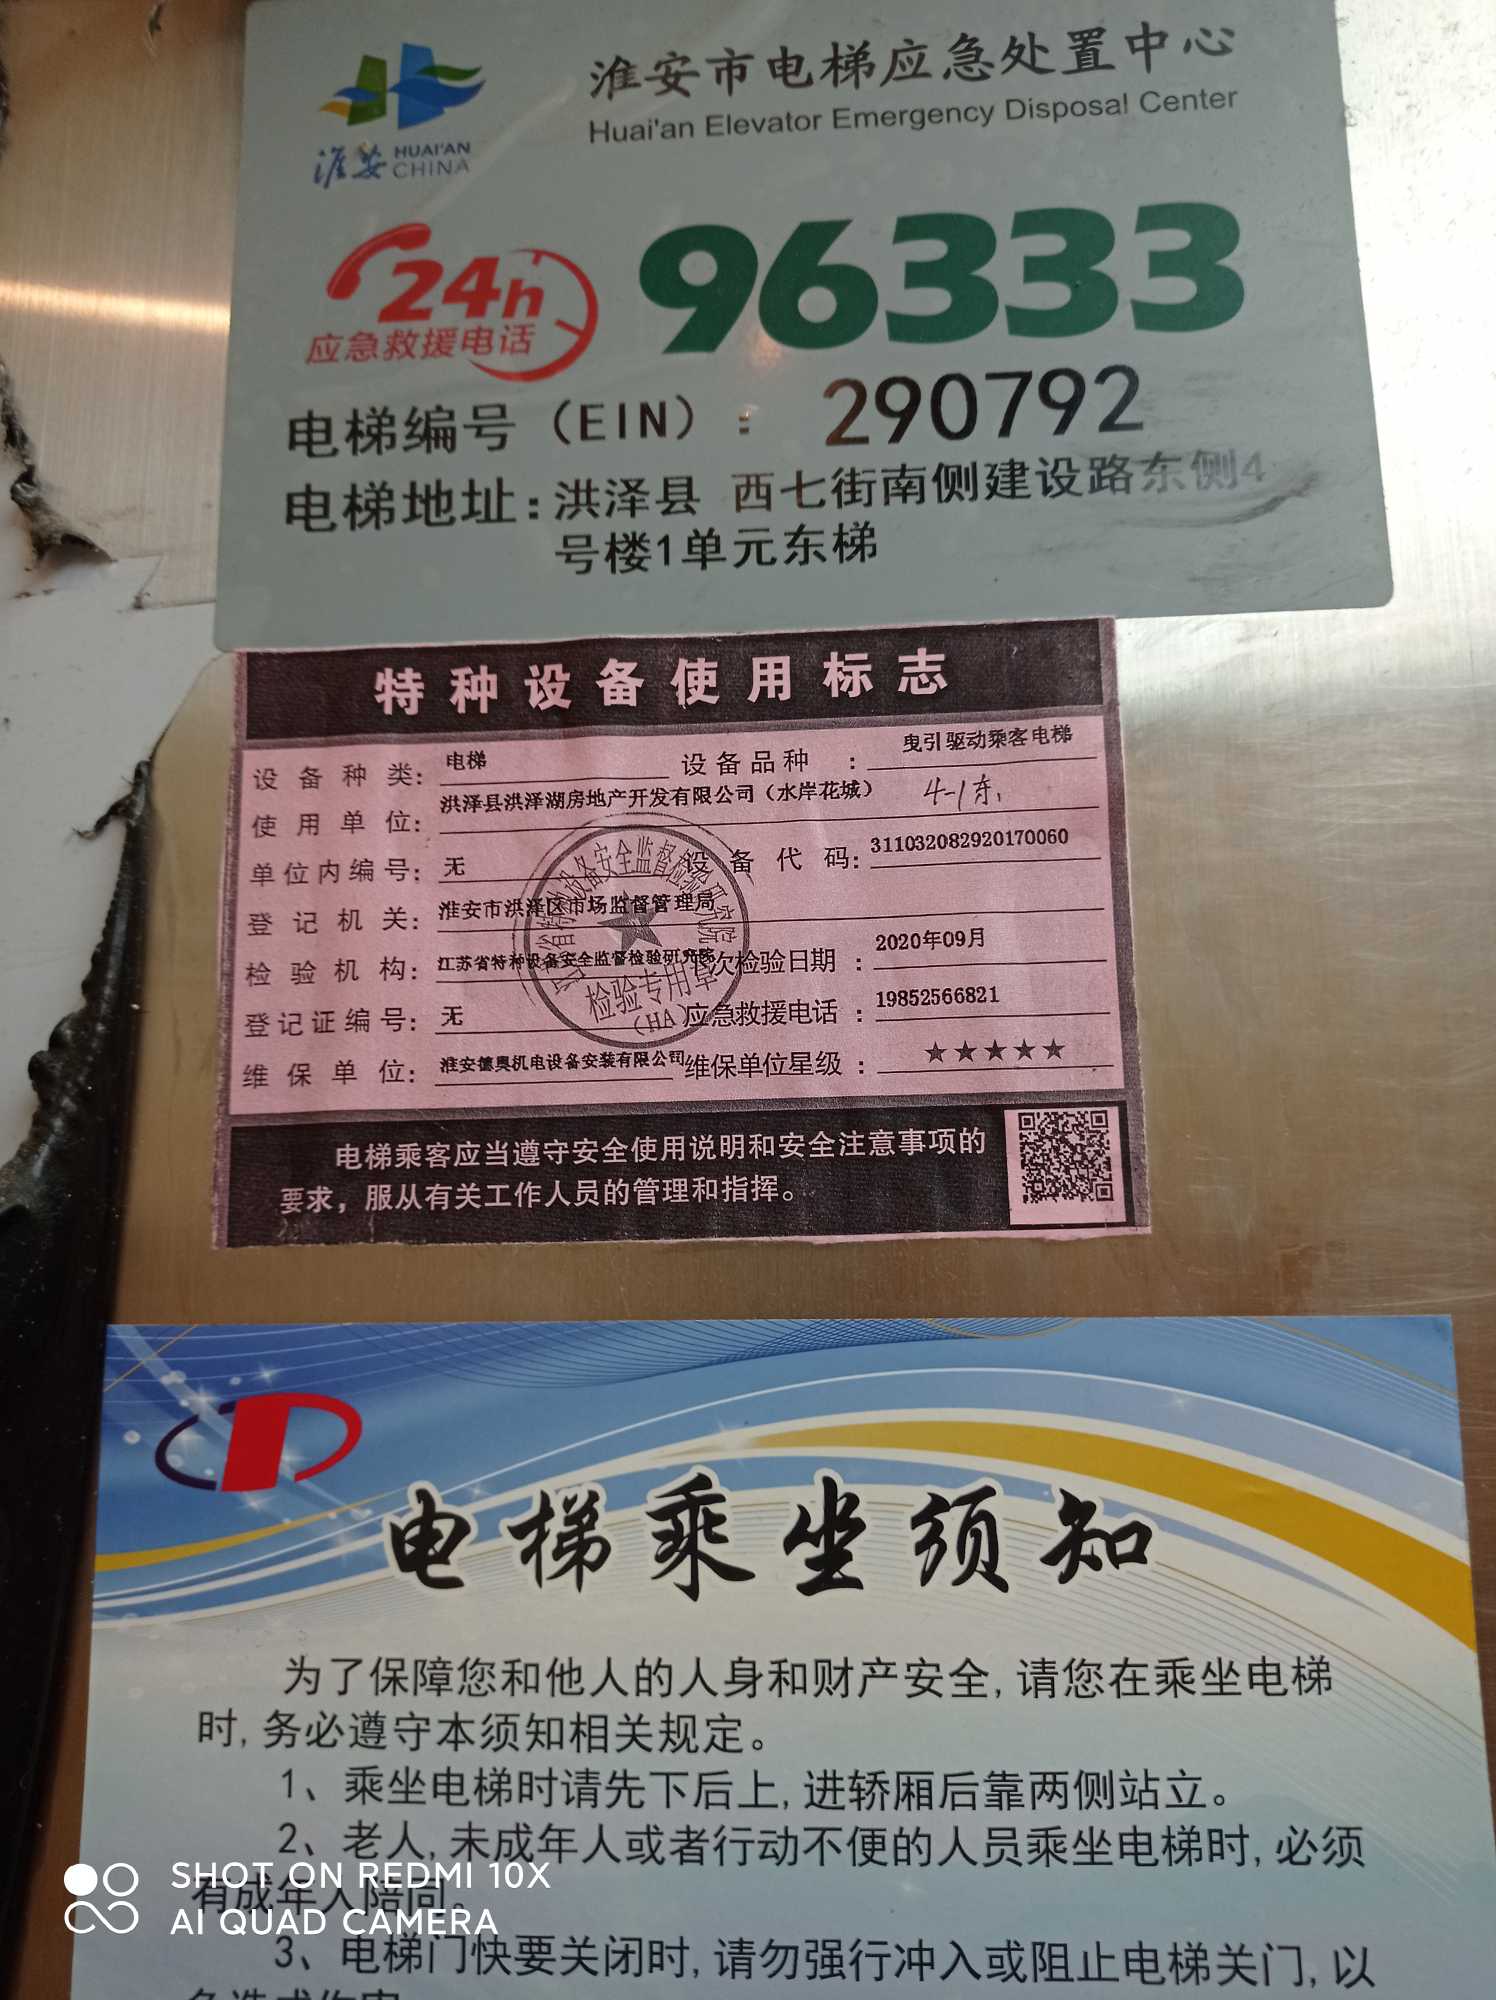 淮安市电梯应急处置中心
Huai'an Elevator Emergency Disposal Center
淮安 HUAI'AN CHINA
24h
应急救援电话
96333
电梯编号（EIN）：290792
电梯地址：洪泽县 西七街南侧建设路东侧4
号楼1单元东梯
特种设备使用标志
设备种类：电梯 设备品种：曳引驱动乘客电梯
使用单位：洪泽县洪泽湖房地产开发有限公司（水岸花城） 4-1东
单位内编号：无 设备代码：311032082920170060
登记机关：淮安市洪泽区市场监督管理局
检验机构：江苏省特种设备安全监督检验研究院 次检验日期：2020年09月
登记证编号：无 应急救援电话：19852566821
维保单位：淮安德奥机电设备安装有限公司 维保单位星级：★★★★★
检验专用章
（HA）
电梯乘客应当遵守安全使用说明和安全注意事项的
要求，服从有关工作人员的管理和指挥。
电梯乘坐须知
为了保障您和他人的人身和财产安全,请您在乘坐电梯
时,务必遵守本须知相关规定。
1、乘坐电梯时请先下后上,进轿厢后靠两侧站立。
2、老人,未成年人或者行动不便的人员乘坐电梯时,必须
有成年人陪同。
3、电梯门快要关闭时,请勿强行冲入或阻止电梯关门,以
SHOT ON REDMI 10X
AI QUAD CAMERA